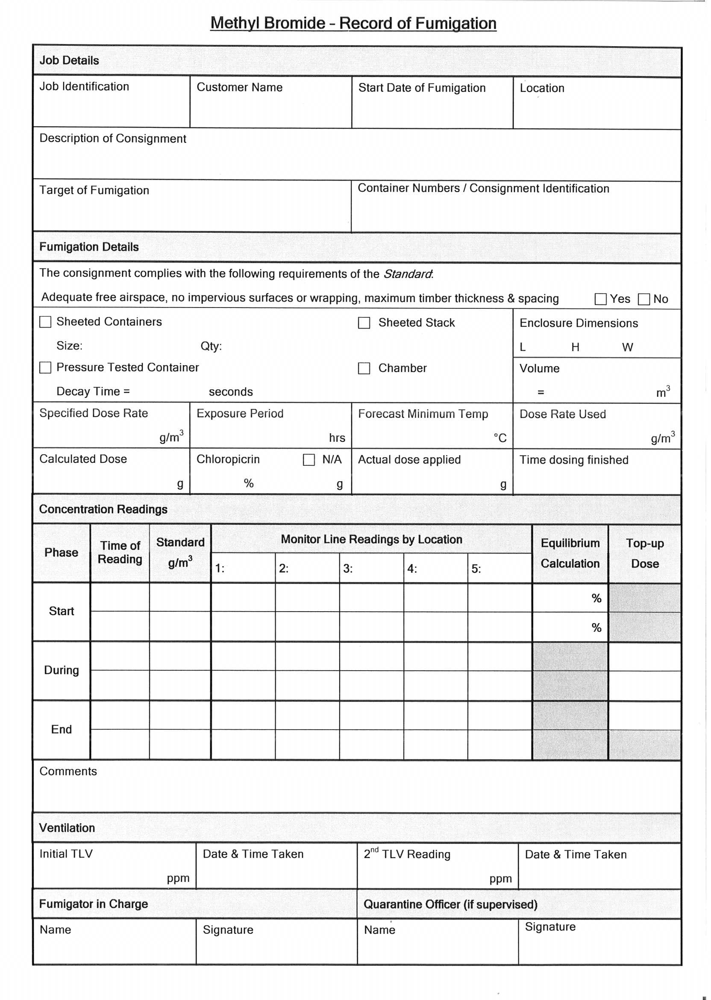 Methyl Bromide - Record of Fumigation
Job Details
Job Identification Customer Name Start Date of Fumigation Location
Description of Consignment
Target of Fumigation Container Numbers / Consignment Identification
Fumigation Details
The consignment complies with the following requirements of the Standard:
Adequate free airspace, no impervious surfaces or wrapping, maximum timber thickness & spacing Yes No
Sheeted Containers Sheeted Stack Enclosure Dimensions
Size: Qty: L H W
Pressure Tested Container Chamber Volume
Decay Time = seconds = m³
Specified Dose Rate Exposure Period Forecast Minimum Temp Dose Rate Used
g/m³ hrs °C g/m³
Calculated Dose Chloropicrin N/A Actual dose applied Time dosing finished
g % g g
Concentration Readings
Phase Time of Reading Standard g/m³ Monitor Line Readings by Location Equilibrium Calculation Top-up Dose
1: 2: 3: 4: 5:
Start %
%
During
End
Comments
Ventilation
Initial TLV Date & Time Taken 2nd TLV Reading Date & Time Taken
ppm ppm
Fumigator in Charge Quarantine Officer (if supervised)
Name Signature Name Signature